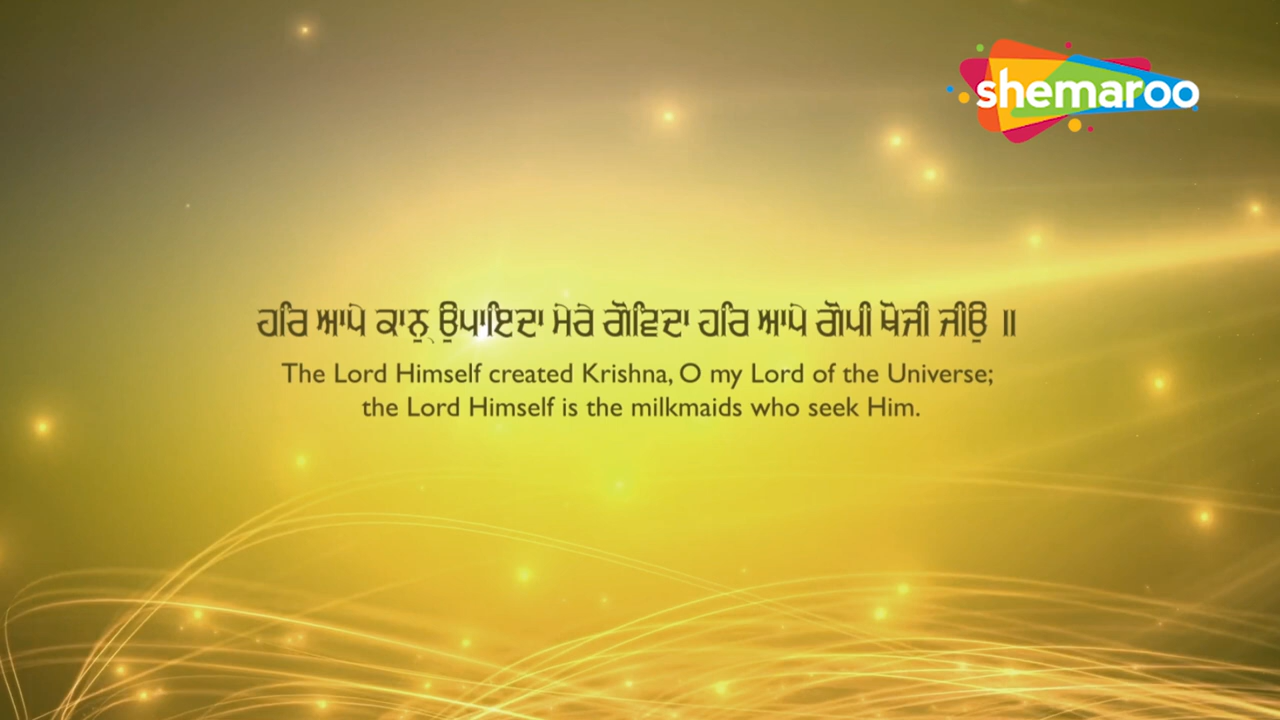 shemaroo
ਹਰਿ ਆਪੇ ਕਾਨੁ੍ ਉਪਾਇਦਾ ਮੇਰੇ ਗੋਵਿਦਾ ਹਰਿ ਆਪੇ ਗੋਪੀ ਖੋਜੀ ਜੀਉ ॥
The Lord Himself created Krishna, O my Lord of the Universe;
the Lord Himself is the milkmaids who seek Him.